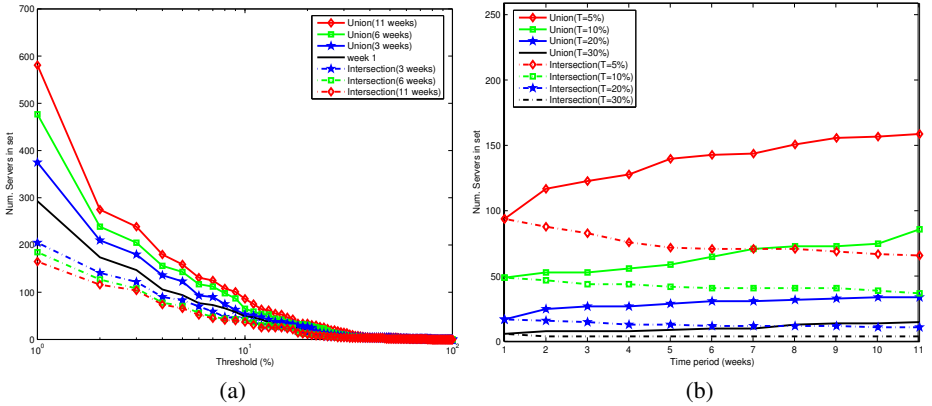 700
600
500
400
300
200
100
0
Num. Servers in set
10^0
10^1
10^2
Threshold (%)
Union(11 weeks)
Union(6 weeks)
Union(3 weeks)
week 1
Intersection(3 weeks)
Intersection(6 weeks)
Intersection(11 weeks)
(a)
250
200
150
100
50
0
Num. Servers in set
1 2 3 4 5 6 7 8 9 10 11
Time period (weeks)
Union(T=5%)
Union(T=10%)
Union(T=20%)
Union(T=30%)
Intersection(T=5%)
Intersection(T=10%)
Intersection(T=20%)
Intersection(T=30%)
(b)